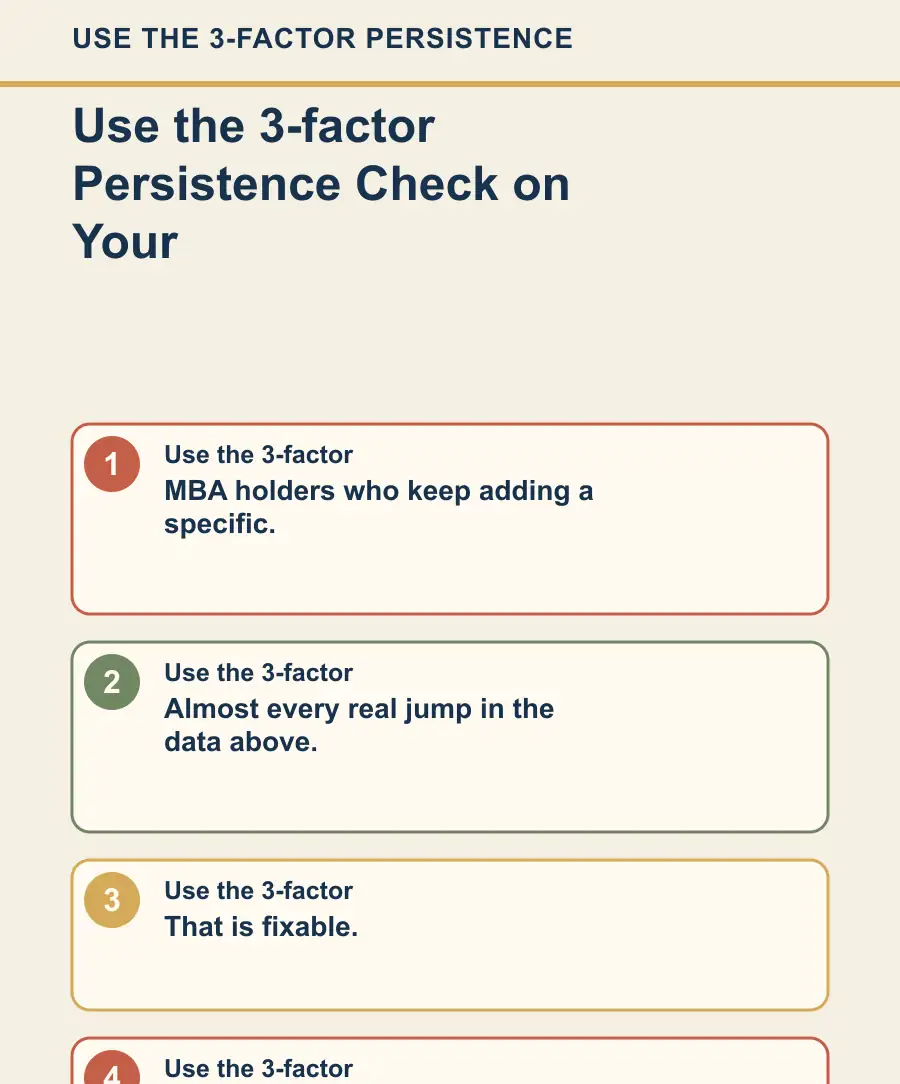 USE THE 3-FACTOR PERSISTENCE
Use the 3-factor
Persistence Check on
Your
1
Use the 3-factor
MBA holders who keep adding a
specific.
2
Use the 3-factor
Almost every real jump in the
data above.
3
Use the 3-factor
That is fixable.
4
Use the 3-factor